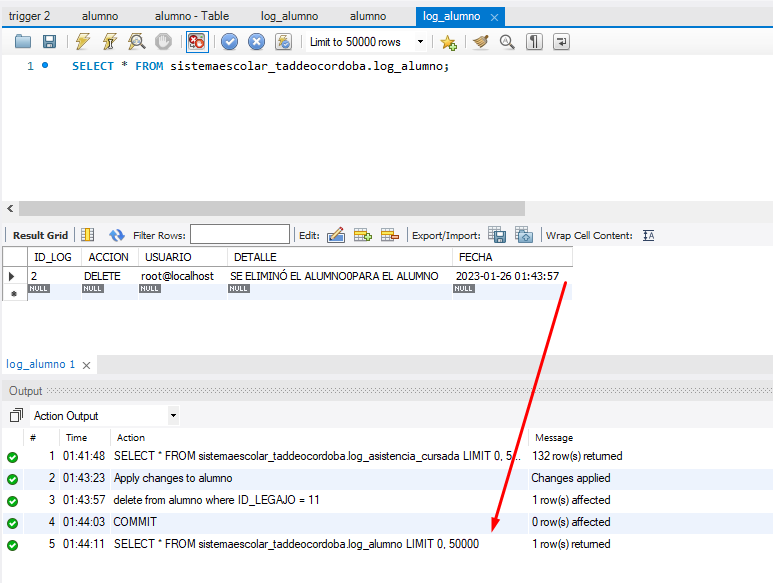 trigger 2 alumno alumno - Table log_alumno alumno log_alumno
Limit to 50000 rows
1 SELECT * FROM sistemaescolar_taddeocordoba.log_alumno;
Result Grid Filter Rows: Edit: Export/Import: Wrap Cell Content:
ID_LOG ACCION USUARIO DETALLE FECHA
2 DELETE root@localhost SE ELIMINÓ EL ALUMNO0PARA EL ALUMNO 2023-01-26 01:43:57
NULL NULL NULL NULL NULL
log_alumno 1
Output
Action Output
# Time Action Message
1 01:41:48 SELECT * FROM sistemaescolar_taddeocordoba.log_asistencia_cursada LIMIT 0, 5... 132 row(s) returned
2 01:43:23 Apply changes to alumno Changes applied
3 01:43:57 delete from alumno where ID_LEGAJO = 11 1 row(s) affected
4 01:44:03 COMMIT 0 row(s) affected
5 01:44:11 SELECT * FROM sistemaescolar_taddeocordoba.log_alumno LIMIT 0, 50000 1 row(s) returned